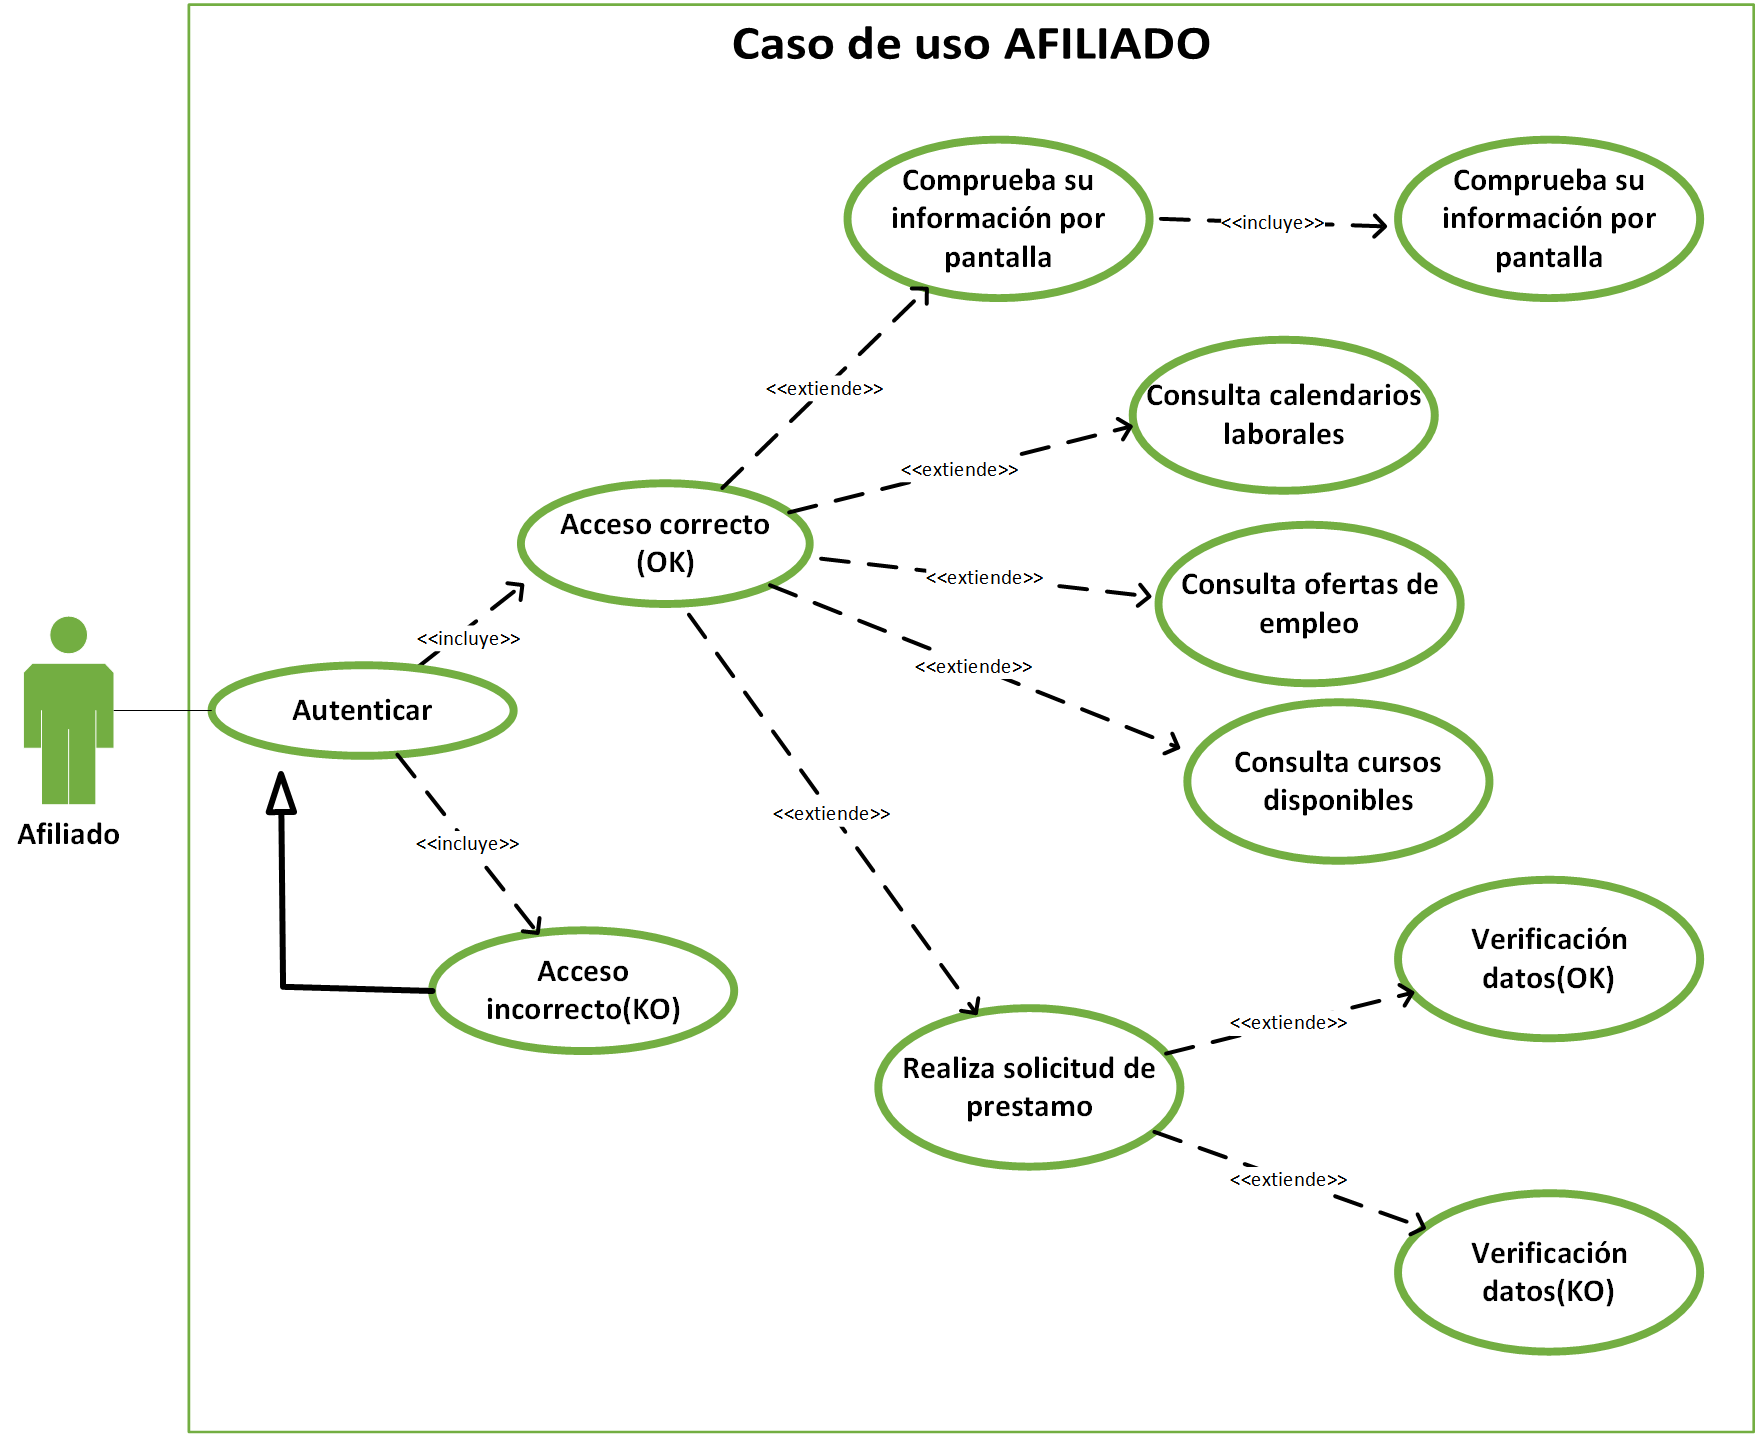 Caso de uso AFILIADO
Comprueba su
información por
pantalla
<<incluye>>
Comprueba su
información por
pantalla
<<extiende>>
Consulta calendarios
laborales
<<extiende>>
Acceso correcto
(OK)
<<extiende>>
Consulta ofertas de
empleo
<<incluye>>
<<extiende>>
Autenticar
Consulta cursos
disponibles
Afiliado
<<extiende>>
<<incluye>>
Acceso
incorrecto(KO)
Verificación
datos(OK)
<<extiende>>
Realiza solicitud de
prestamo
<<extiende>>
Verificación
datos(KO)